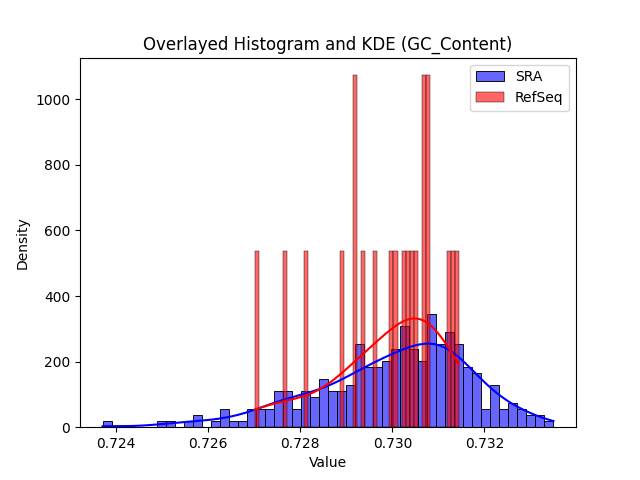 Overlayed Histogram and KDE (GC_Content)
SRA
RefSeq
1000
800
600
400
200
0
Density
0.724 0.726 0.728 0.730 0.732
Value